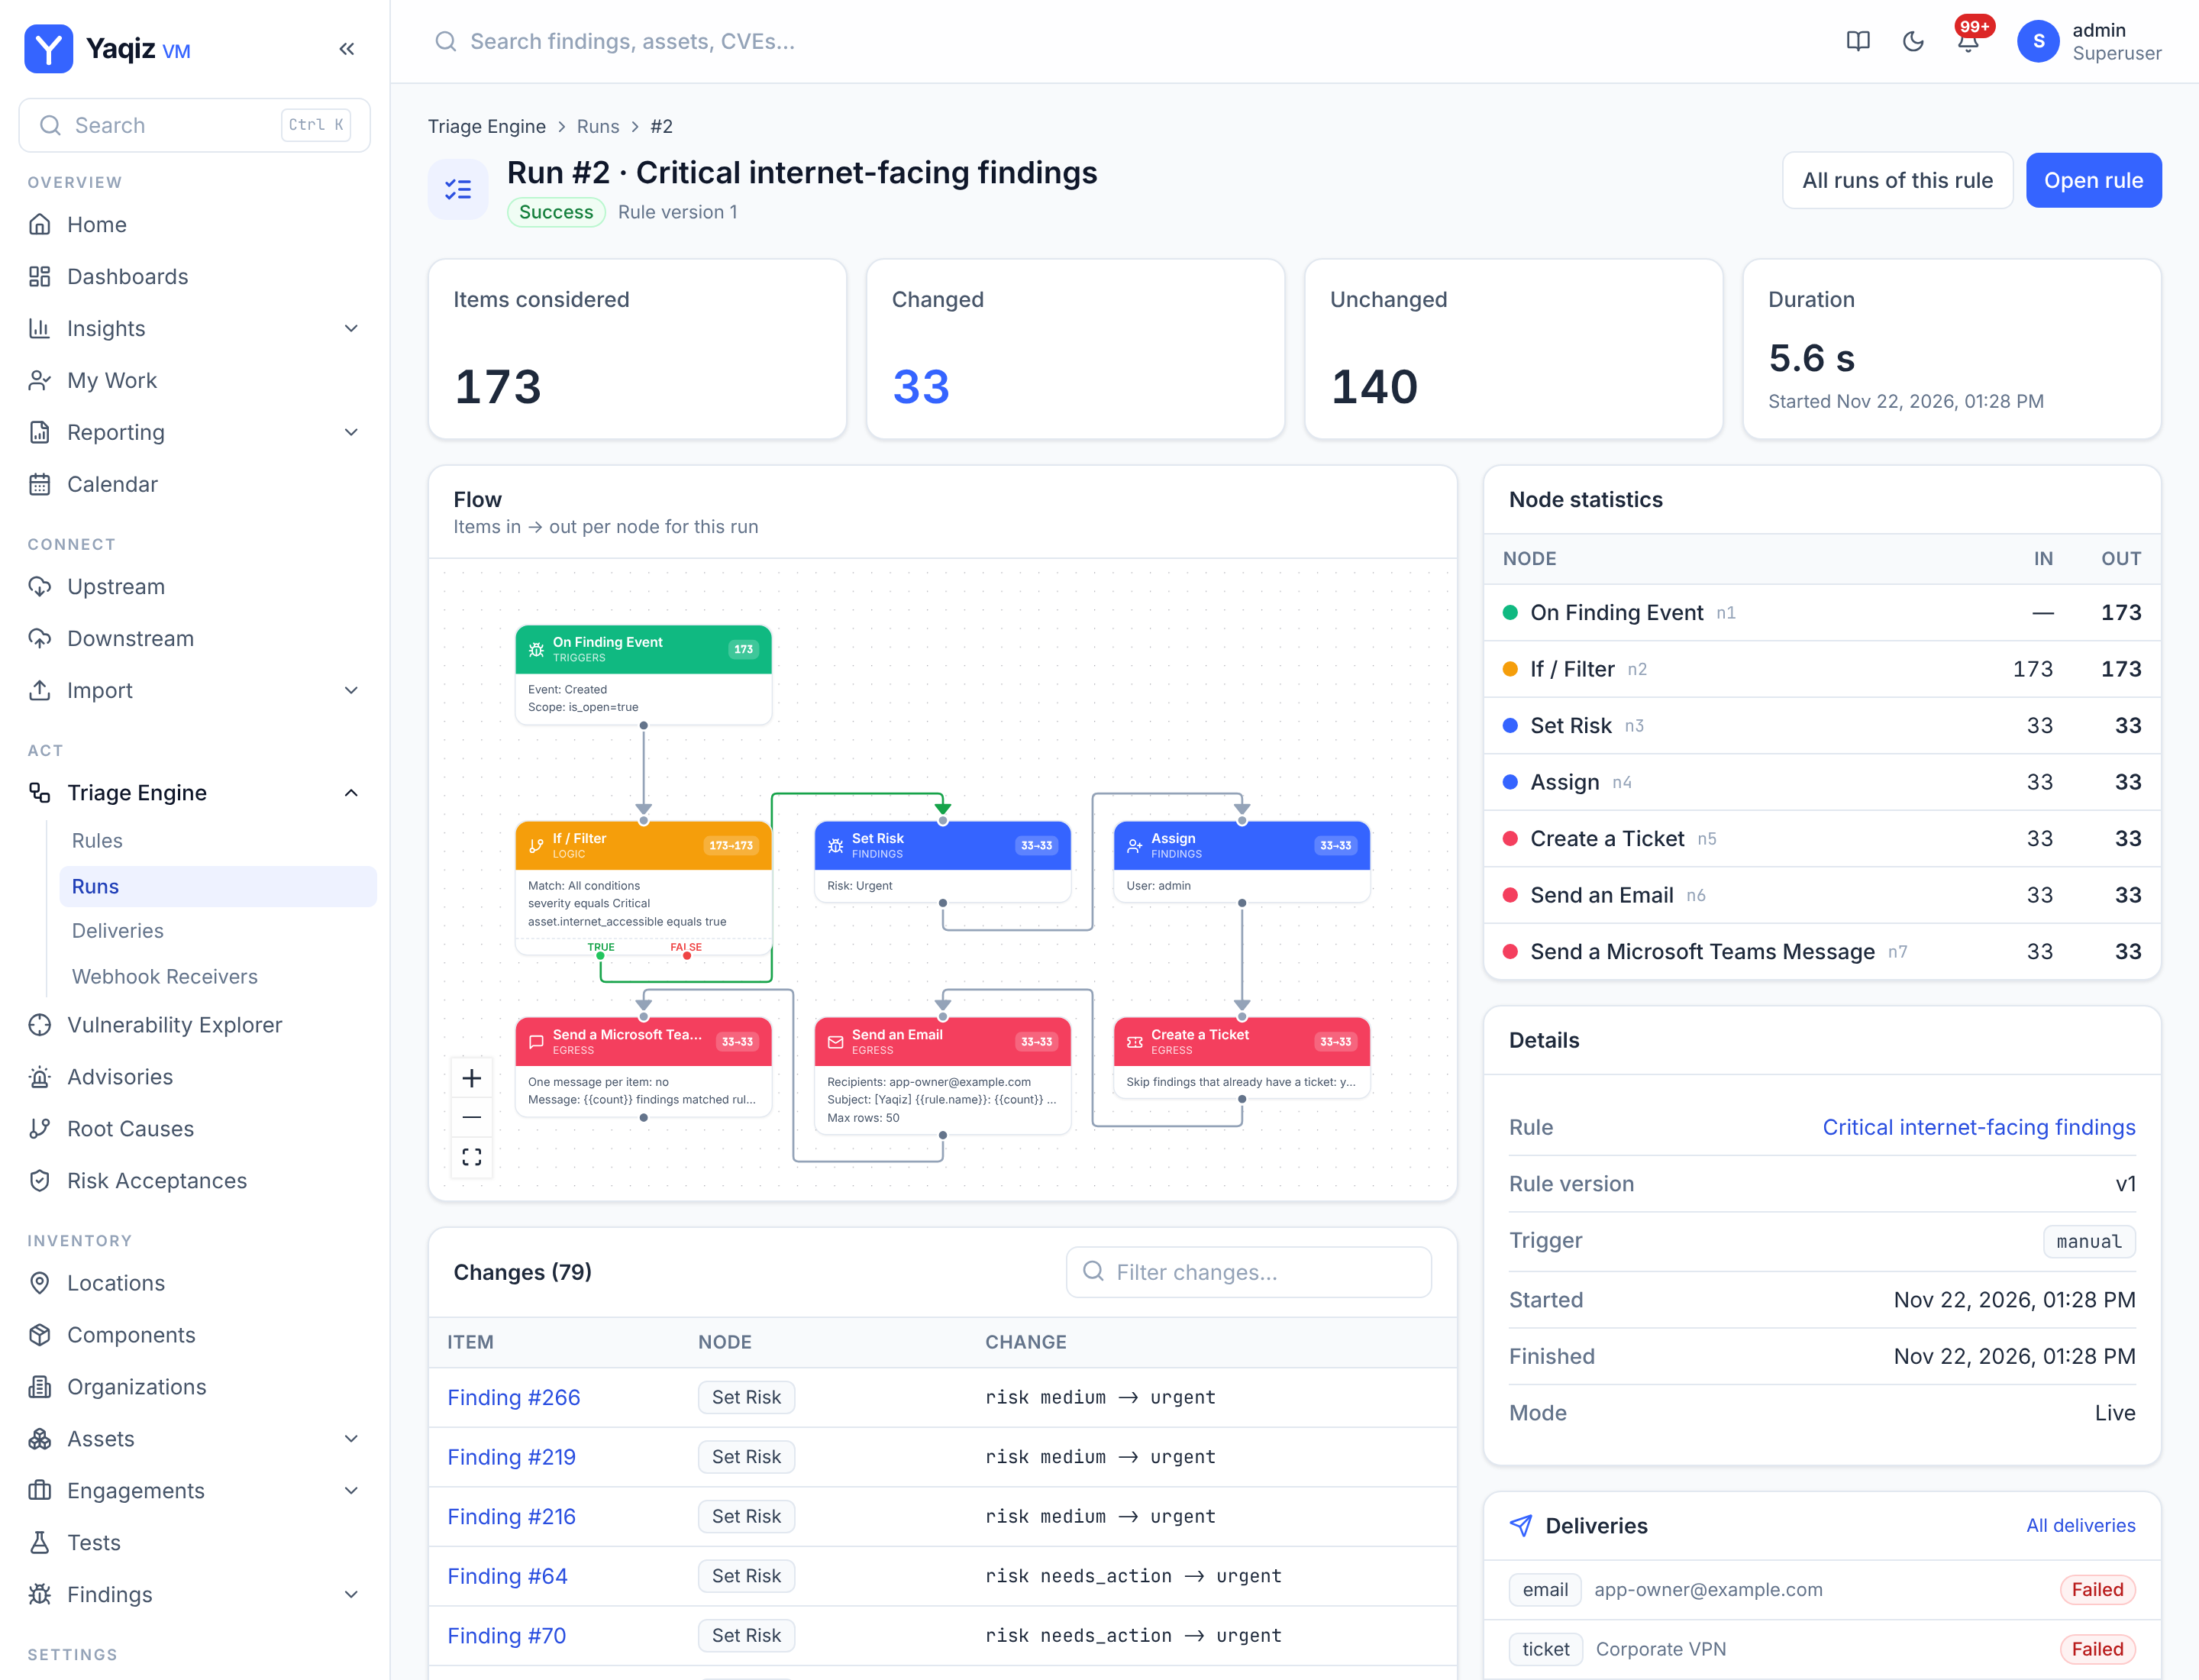 Yaqiz VM
Search
Ctrl K
OVERVIEW
Home
Dashboards
Insights
My Work
Reporting
Calendar
CONNECT
Upstream
Downstream
Import
ACT
Triage Engine
Rules
Runs
Deliveries
Webhook Receivers
Vulnerability Explorer
Advisories
Root Causes
Risk Acceptances
INVENTORY
Locations
Components
Organizations
Assets
Engagements
Tests
Findings
SETTINGS
Search findings, assets, CVEs...
99+
S
admin
Superuser
Triage Engine > Runs > #2
Run #2 · Critical internet-facing findings
Success Rule version 1
All runs of this rule
Open rule
Items considered
173
Changed
33
Unchanged
140
Duration
5.6 s
Started Nov 22, 2026, 01:28 PM
Flow
Items in → out per node for this run
On Finding Event
TRIGGERS
173
Event: Created
Scope: is_open=true
If / Filter
LOGIC
173→173
Match: All conditions
severity equals Critical
asset.internet_accessible equals true
TRUE
FALSE
Set Risk
FINDINGS
33→33
Risk: Urgent
Assign
FINDINGS
33→33
User: admin
Send a Microsoft Tea...
EGRESS
33→33
One message per item: no
Message: {{count}} findings matched rul...
Send an Email
EGRESS
33→33
Recipients: app-owner@example.com
Subject: [Yaqiz] {{rule.name}}: {{count}} ...
Max rows: 50
Create a Ticket
EGRESS
33→33
Skip findings that already have a ticket: y...
Changes (79)
Filter changes...
ITEM NODE CHANGE
Finding #266 Set Risk risk medium → urgent
Finding #219 Set Risk risk medium → urgent
Finding #216 Set Risk risk medium → urgent
Finding #64 Set Risk risk needs_action → urgent
Finding #70 Set Risk risk needs_action → urgent
Node statistics
NODE IN OUT
On Finding Event n1 — 173
If / Filter n2 173 173
Set Risk n3 33 33
Assign n4 33 33
Create a Ticket n5 33 33
Send an Email n6 33 33
Send a Microsoft Teams Message n7 33 33
Details
Rule Critical internet-facing findings
Rule version v1
Trigger manual
Started Nov 22, 2026, 01:28 PM
Finished Nov 22, 2026, 01:28 PM
Mode Live
Deliveries
All deliveries
email app-owner@example.com Failed
ticket Corporate VPN Failed